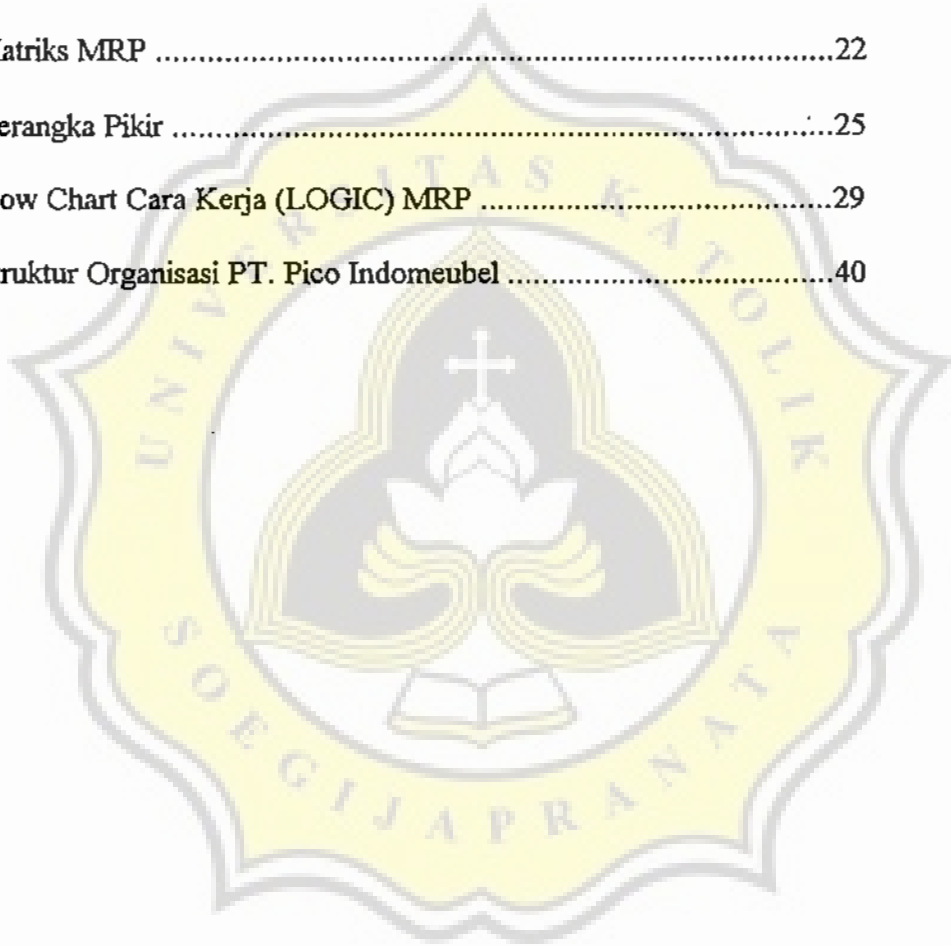 atriks MRP ......................................................................22
erangka Pikir ....................................................................25
ow Chart Cara Kerja (LOGIC) MRP ....................................29
ruktur Organisasi PT. Pico Indomeubel .................................40
UNIVERSITAS KATOLIK
SOEGIJAPRANATA